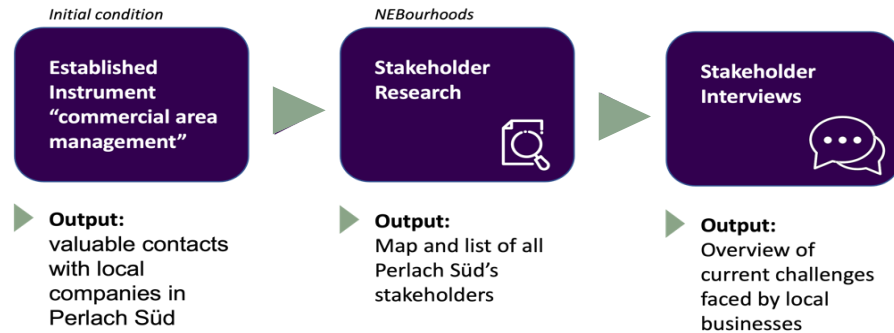 Initial condition
Established
Instrument
“commercial area
management”
Output:
valuable contacts
with local
companies in
Perlach Süd
NEBourhoods
Stakeholder
Research
Output:
Map and list of all
Perlach Süd’s
stakeholders
Stakeholder
Interviews
Output:
Overview of
current challenges
faced by local
businesses